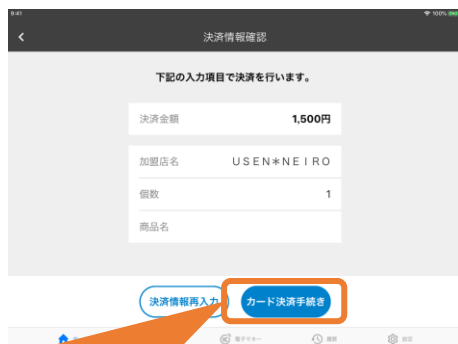 9:41
100%
決済情報確認
下記の入力項目で決済を行います。
決済金額 1,500円
加盟店名 USEN*NEIRO
個数 1
商品名
決済情報再入力 カード決済手続き
電子マネー 履歴 設定